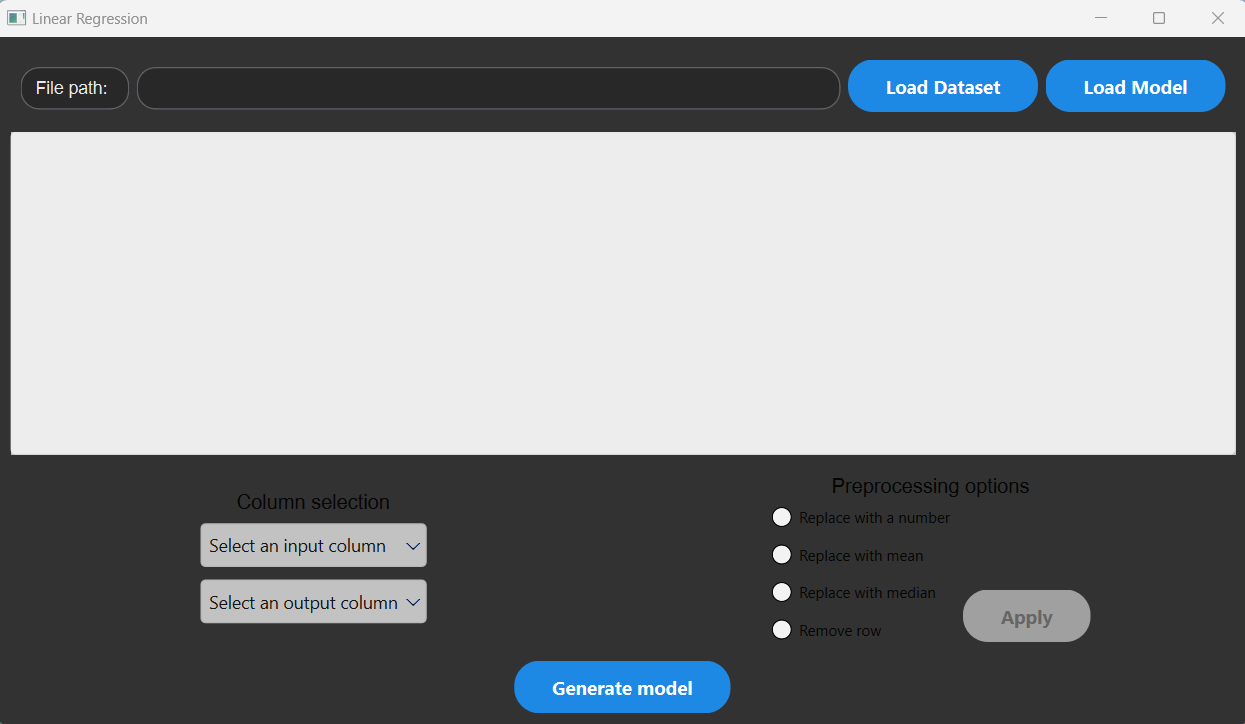 Linear Regression
File path:
Load Dataset
Load Model
Column selection
Select an input column
Select an output column
Preprocessing options
Replace with a number
Replace with mean
Replace with median
Remove row
Apply
Generate model